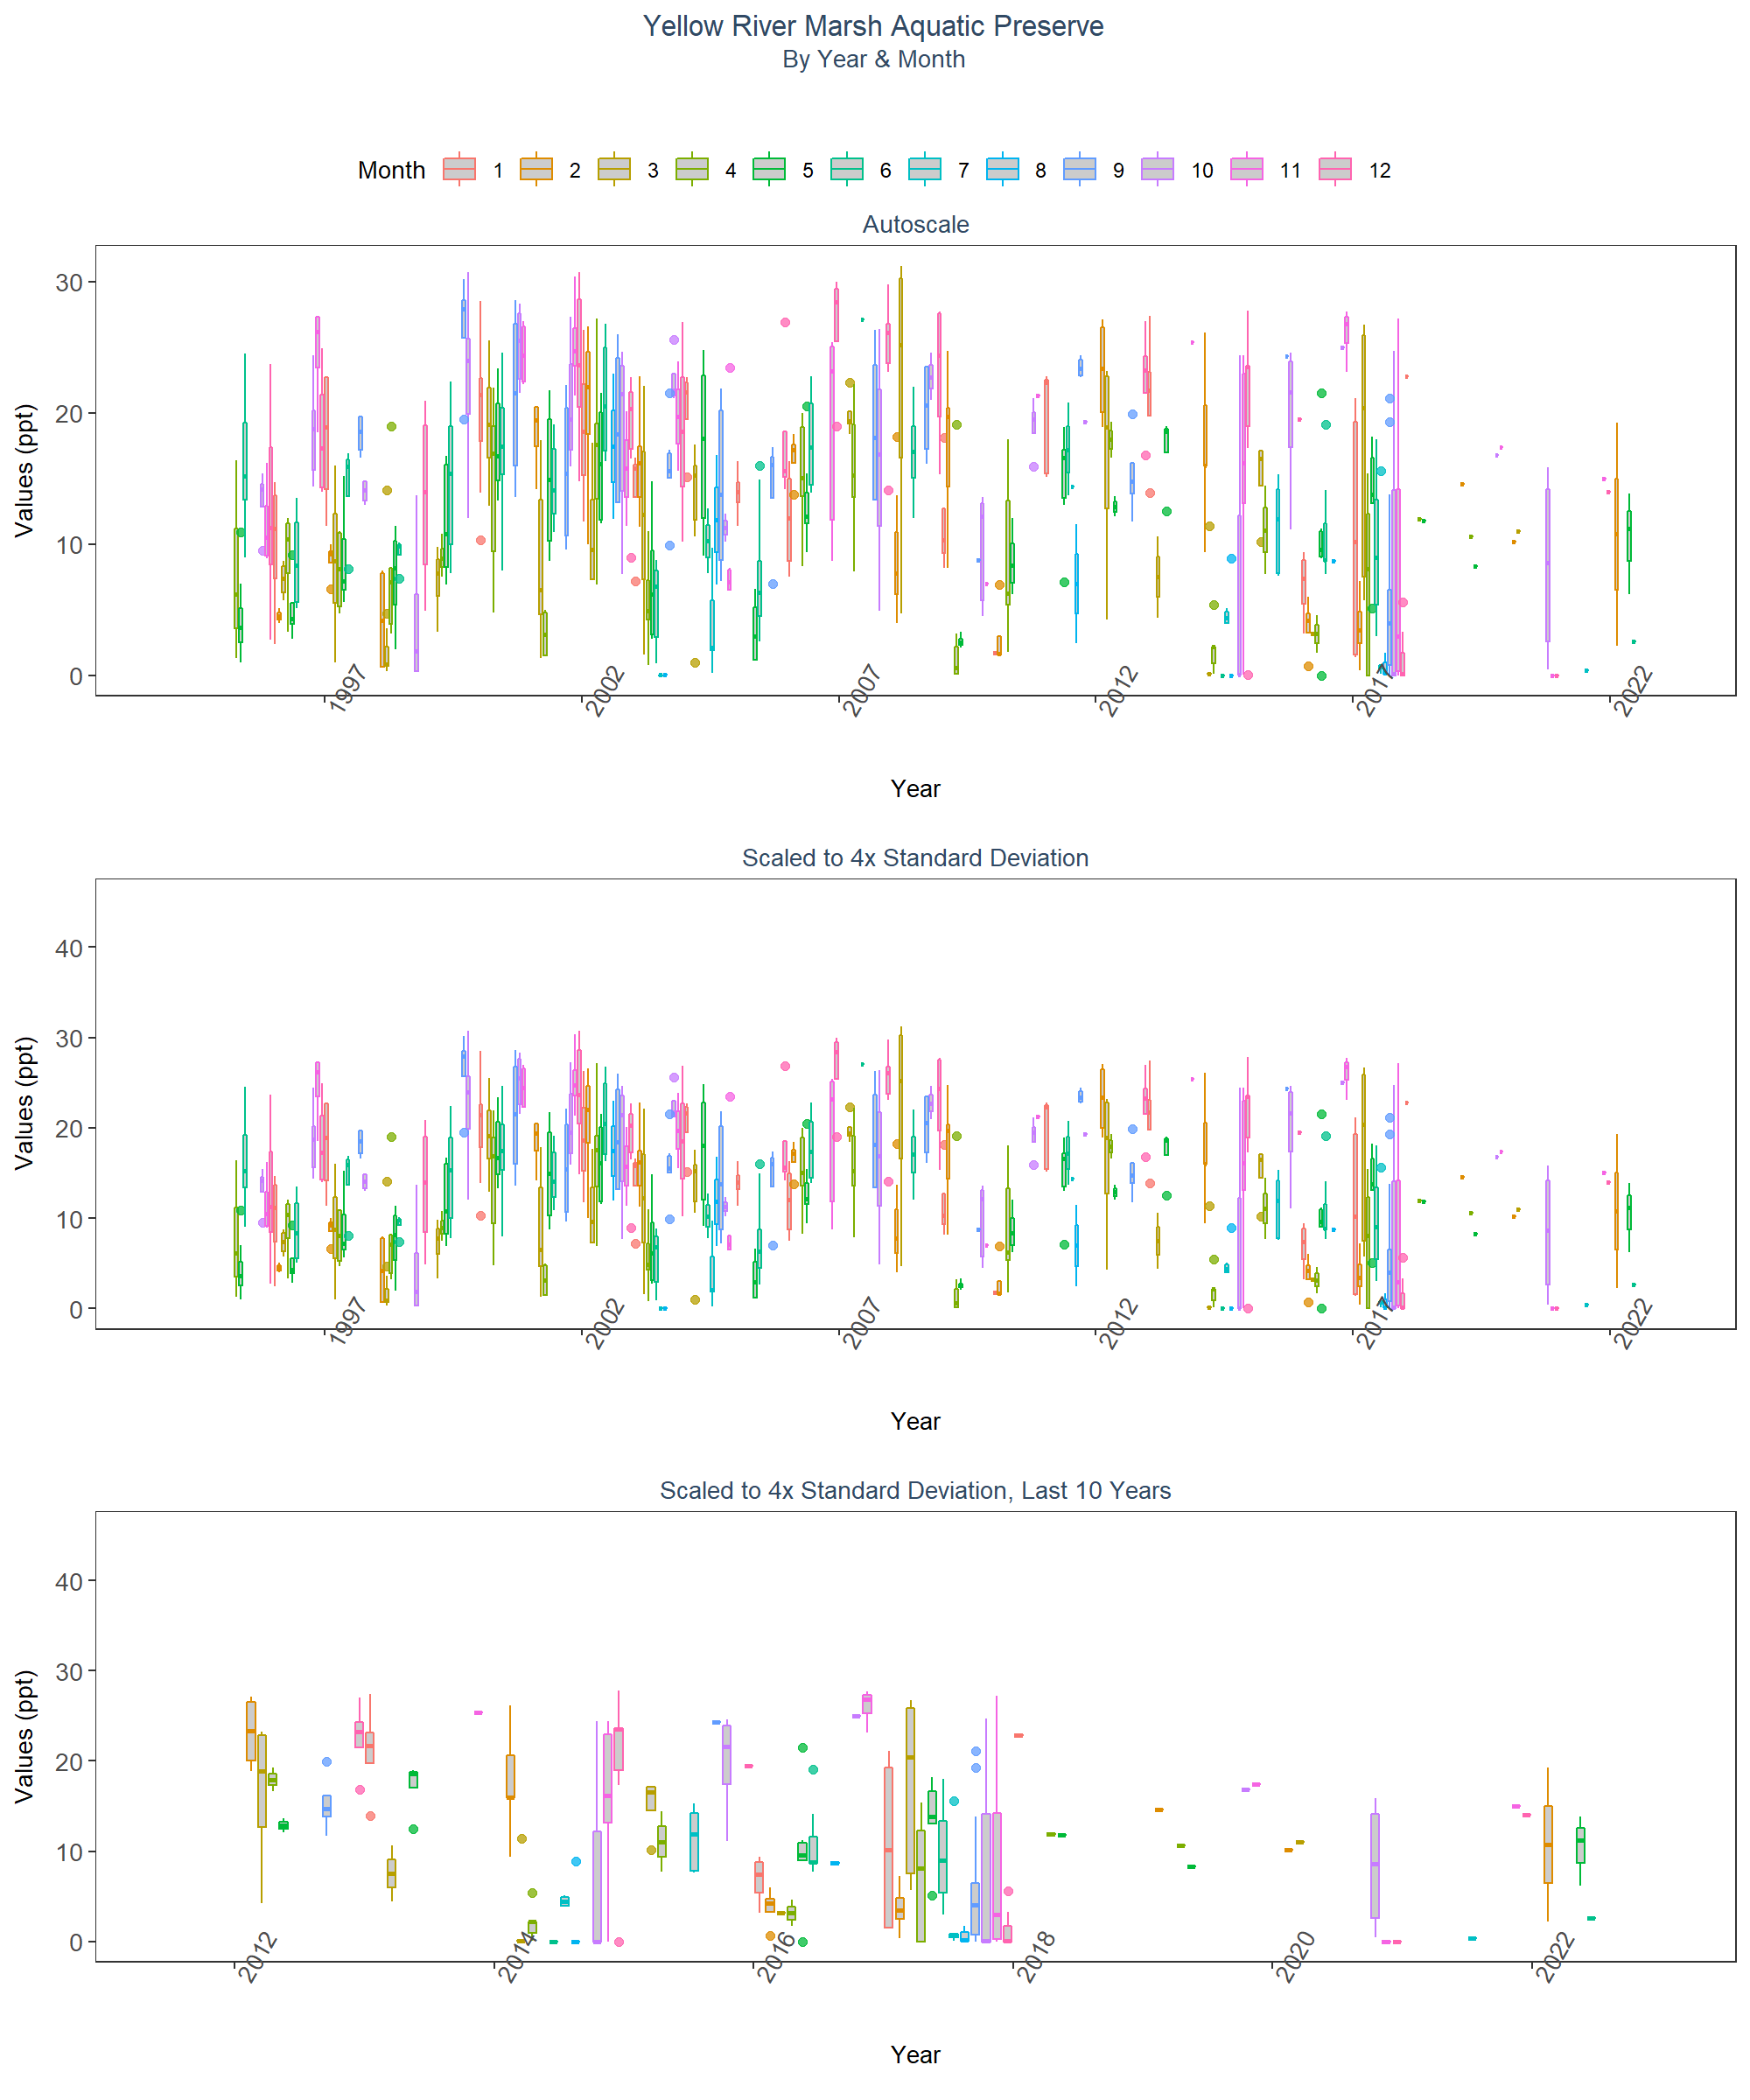 Yellow River Marsh Aquatic Preserve
By Year & Month
Month 1 2 3 4 5 6 7 8 9 10 11 12
Autoscale
Values (ppt)
30
20
10
0
1997 2002 2007 2012 2017 2022
Year
Scaled to 4x Standard Deviation
Values (ppt)
40
30
20
10
0
1997 2002 2007 2012 2017 2022
Year
Scaled to 4x Standard Deviation, Last 10 Years
Values (ppt)
40
30
20
10
0
2012 2014 2016 2018 2020 2022
Year